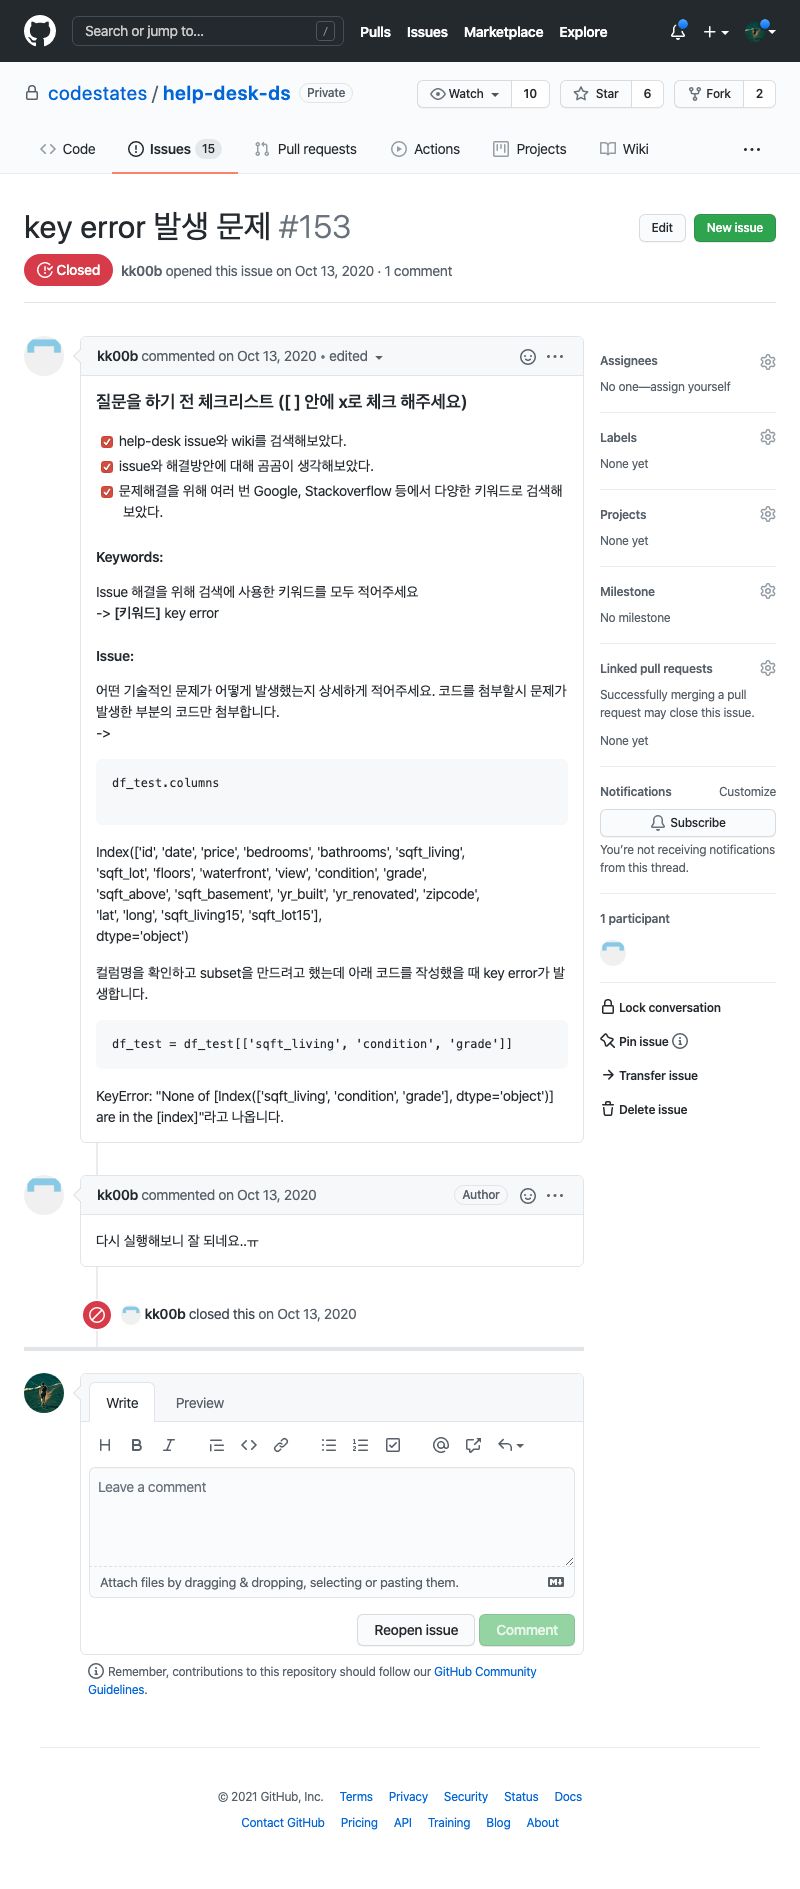 Search or jump to... /
Pulls Issues Marketplace Explore
codestates / help-desk-ds Private
Watch 10 Star 6 Fork 2
Code Issues 15 Pull requests Actions Projects Wiki ...
key error 발생 문제 #153
Edit New issue
Closed kk00b opened this issue on Oct 13, 2020 · 1 comment
kk00b commented on Oct 13, 2020 • edited
질문을 하기 전 체크리스트 ([ ] 안에 x로 체크 해주세요)
help-desk issue와 wiki를 검색해보았다.
issue와 해결방안에 대해 곰곰이 생각해보았다.
문제해결을 위해 여러 번 Google, Stackoverflow 등에서 다양한 키워드로 검색해
보았다.
Keywords:
Issue 해결을 위해 검색에 사용한 키워드를 모두 적어주세요
-> [키워드] key error
Issue:
어떤 기술적인 문제가 어떻게 발생했는지 상세하게 적어주세요. 코드를 첨부할시 문제가
발생한 부분의 코드만 첨부합니다.
->
df_test.columns
Index(['id', 'date', 'price', 'bedrooms', 'bathrooms', 'sqft_living',
'sqft_lot', 'floors', 'waterfront', 'view', 'condition', 'grade',
'sqft_above', 'sqft_basement', 'yr_built', 'yr_renovated', 'zipcode',
'lat', 'long', 'sqft_living15', 'sqft_lot15'],
dtype='object')
컬럼명을 확인하고 subset을 만드려고 했는데 아래 코드를 작성했을 때 key error가 발
생합니다.
df_test = df_test[['sqft_living', 'condition', 'grade']]
KeyError: "None of [Index(['sqft_living', 'condition', 'grade'], dtype='object')]
are in the [index]"라고 나옵니다.
kk00b commented on Oct 13, 2020 Author
다시 실행해보니 잘 되네요..ㅠ
kk00b closed this on Oct 13, 2020
Write Preview
Leave a comment
Attach files by dragging & dropping, selecting or pasting them.
Reopen issue Comment
Remember, contributions to this repository should follow our GitHub Community
Guidelines.
Assignees
No one—assign yourself
Labels
None yet
Projects
None yet
Milestone
No milestone
Linked pull requests
Successfully merging a pull
request may close this issue.
None yet
Notifications Customize
Subscribe
You're not receiving notifications
from this thread.
1 participant
Lock conversation
Pin issue
Transfer issue
Delete issue
© 2021 GitHub, Inc. Terms Privacy Security Status Docs
Contact GitHub Pricing API Training Blog About